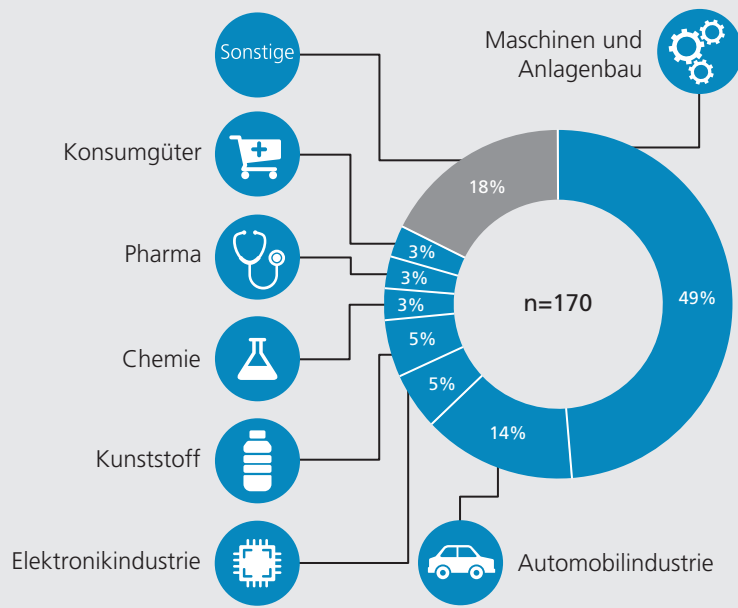 Sonstige
Maschinen und
Anlagenbau
Konsumgüter
18%
Pharma
3%
3%
n=170
49%
3%
Chemie
5%
5%
14%
Kunststoff
Elektronikindustrie
Automobilindustrie